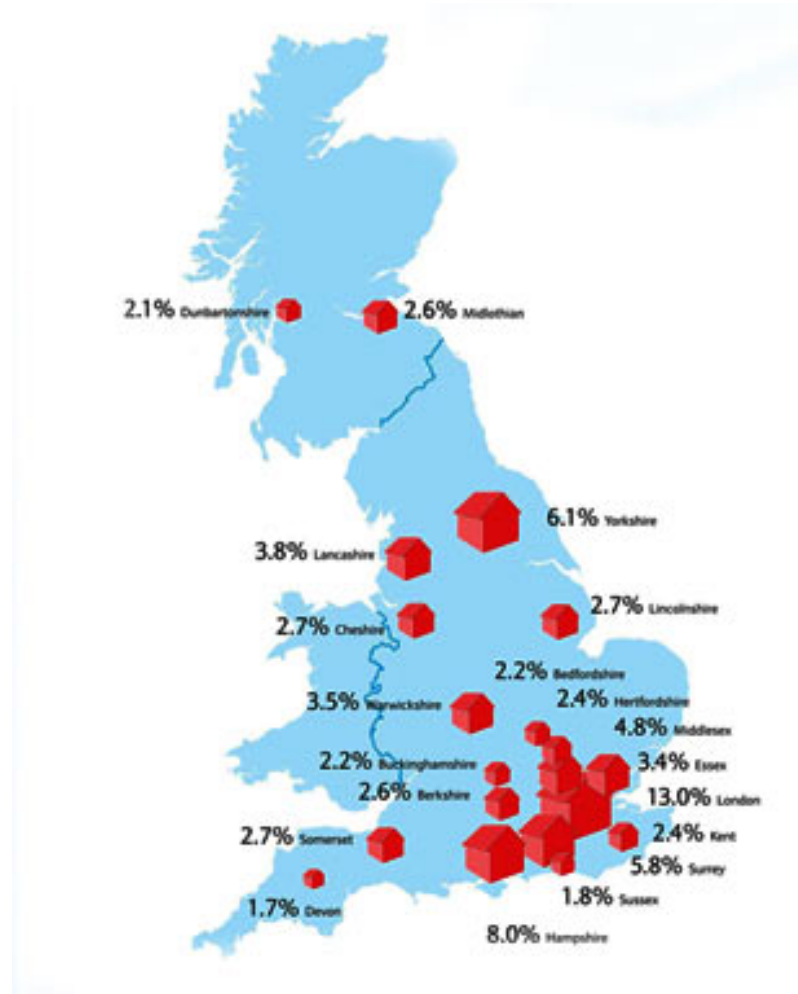 2.1% Dunbartonshire
2.6% Midlothian
6.1% Yorkshire
3.8% Lancashire
2.7% Lincolnshire
2.7% Cheshire
2.2% Bedfordshire
2.4% Hertfordshire
3.5% Warwickshire
4.8% Middlesex
2.2% Buckinghamshire
3.4% Essex
2.6% Berkshire
13.0% London
2.7% Somerset
2.4% Kent
5.8% Surrey
1.8% Sussex
1.7% Devon
8.0% Hampshire